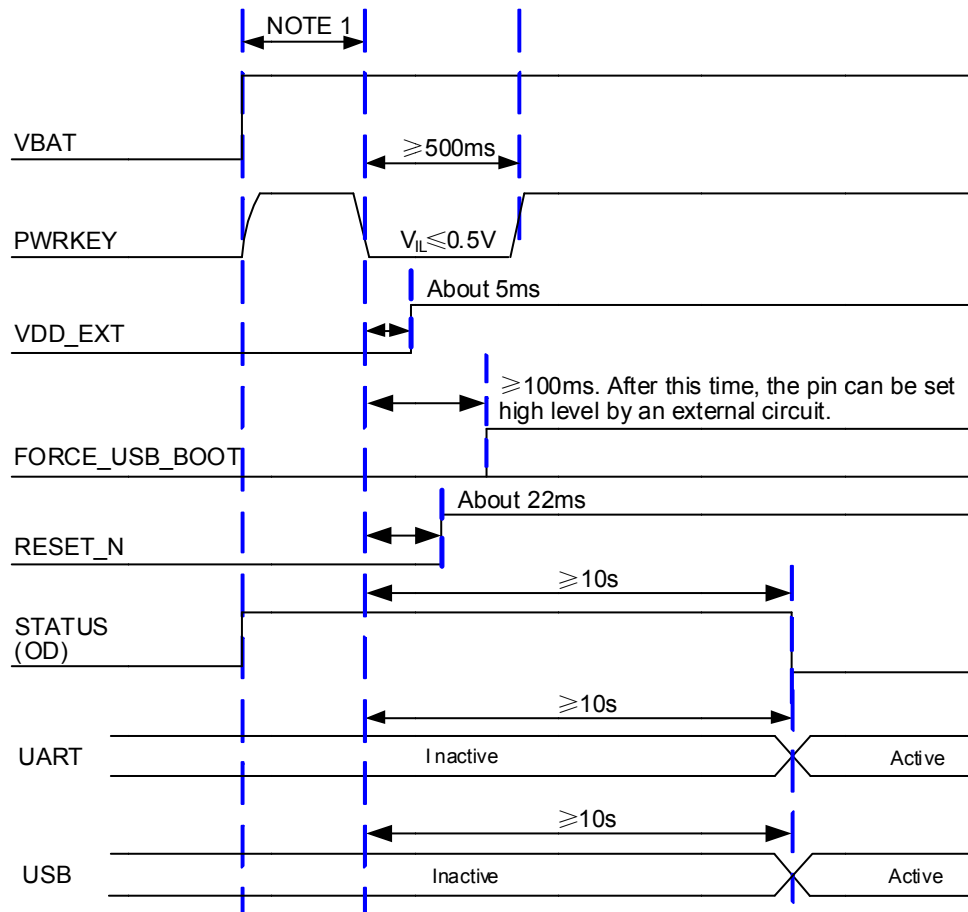 NOTE 1
VBAT
≥500ms
PWRKEY
VIL≤0.5V
About 5ms
VDD_EXT
≥100ms. After this time, the pin can be set
high level by an external circuit.
FORCE_USB_BOOT
About 22ms
RESET_N
≥10s
STATUS
(OD)
≥10s
UART
Inactive
Active
≥10s
USB
Inactive
Active